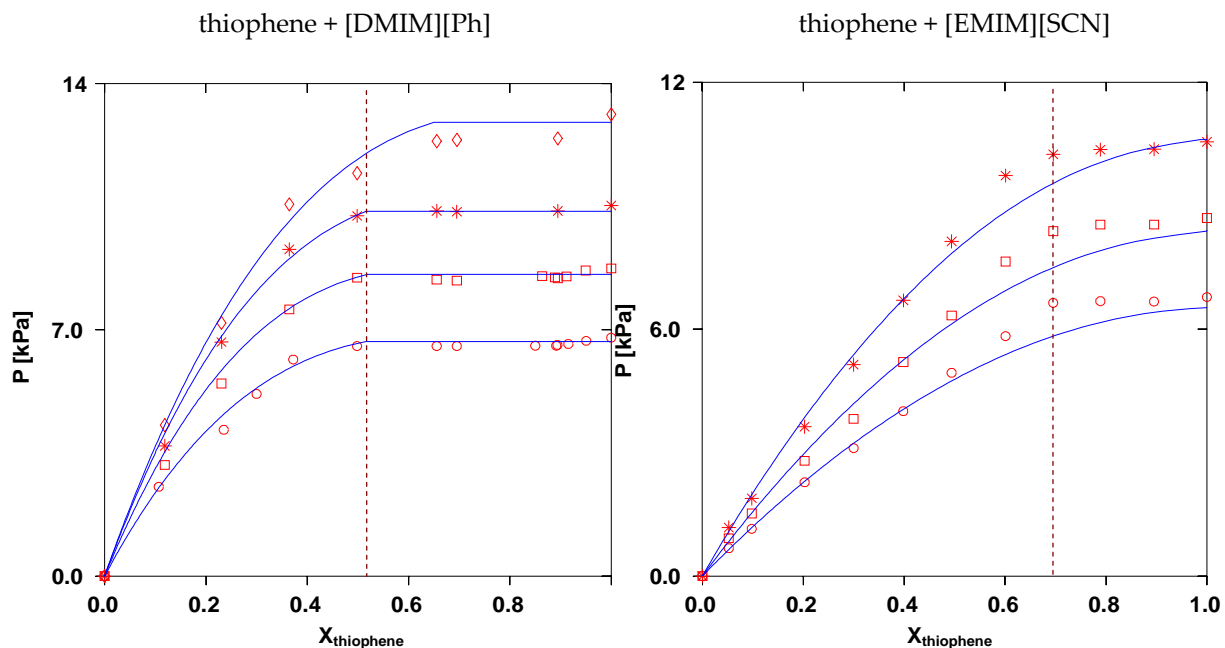 thiophene + [DMIM][Ph]
14
7.0
0.0
P [kPa]
0.0 0.2 0.4 0.6 0.8 1.0
Xthiophene
thiophene + [EMIM][SCN]
12
6.0
0.0
P [kPa]
0.0 0.2 0.4 0.6 0.8 1.0
Xthiophene